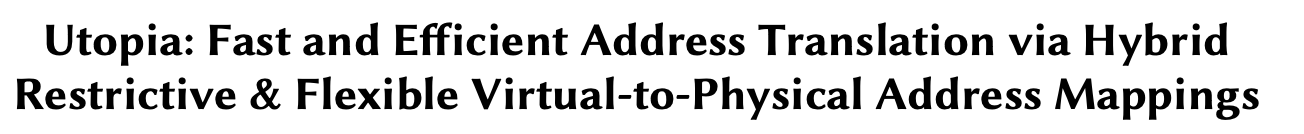 Utopia: Fast and Efficient Address Translation via Hybrid
Restrictive & Flexible Virtual-to-Physical Address Mappings